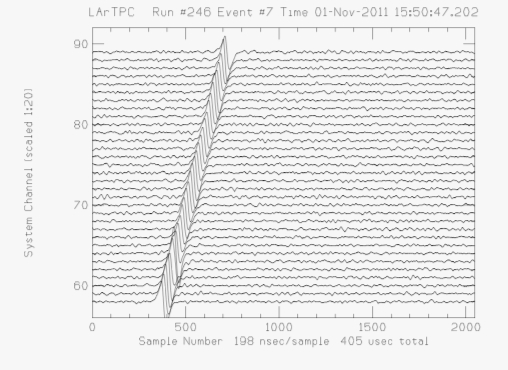 LArTPC Run #246 Event #7 Time 01-Nov-2011 15:50:47.202
90
80
70
60
System Channel (scaled 1:20)
0 500 1000 1500 2000
Sample Number 198 nsec/sample 405 usec total